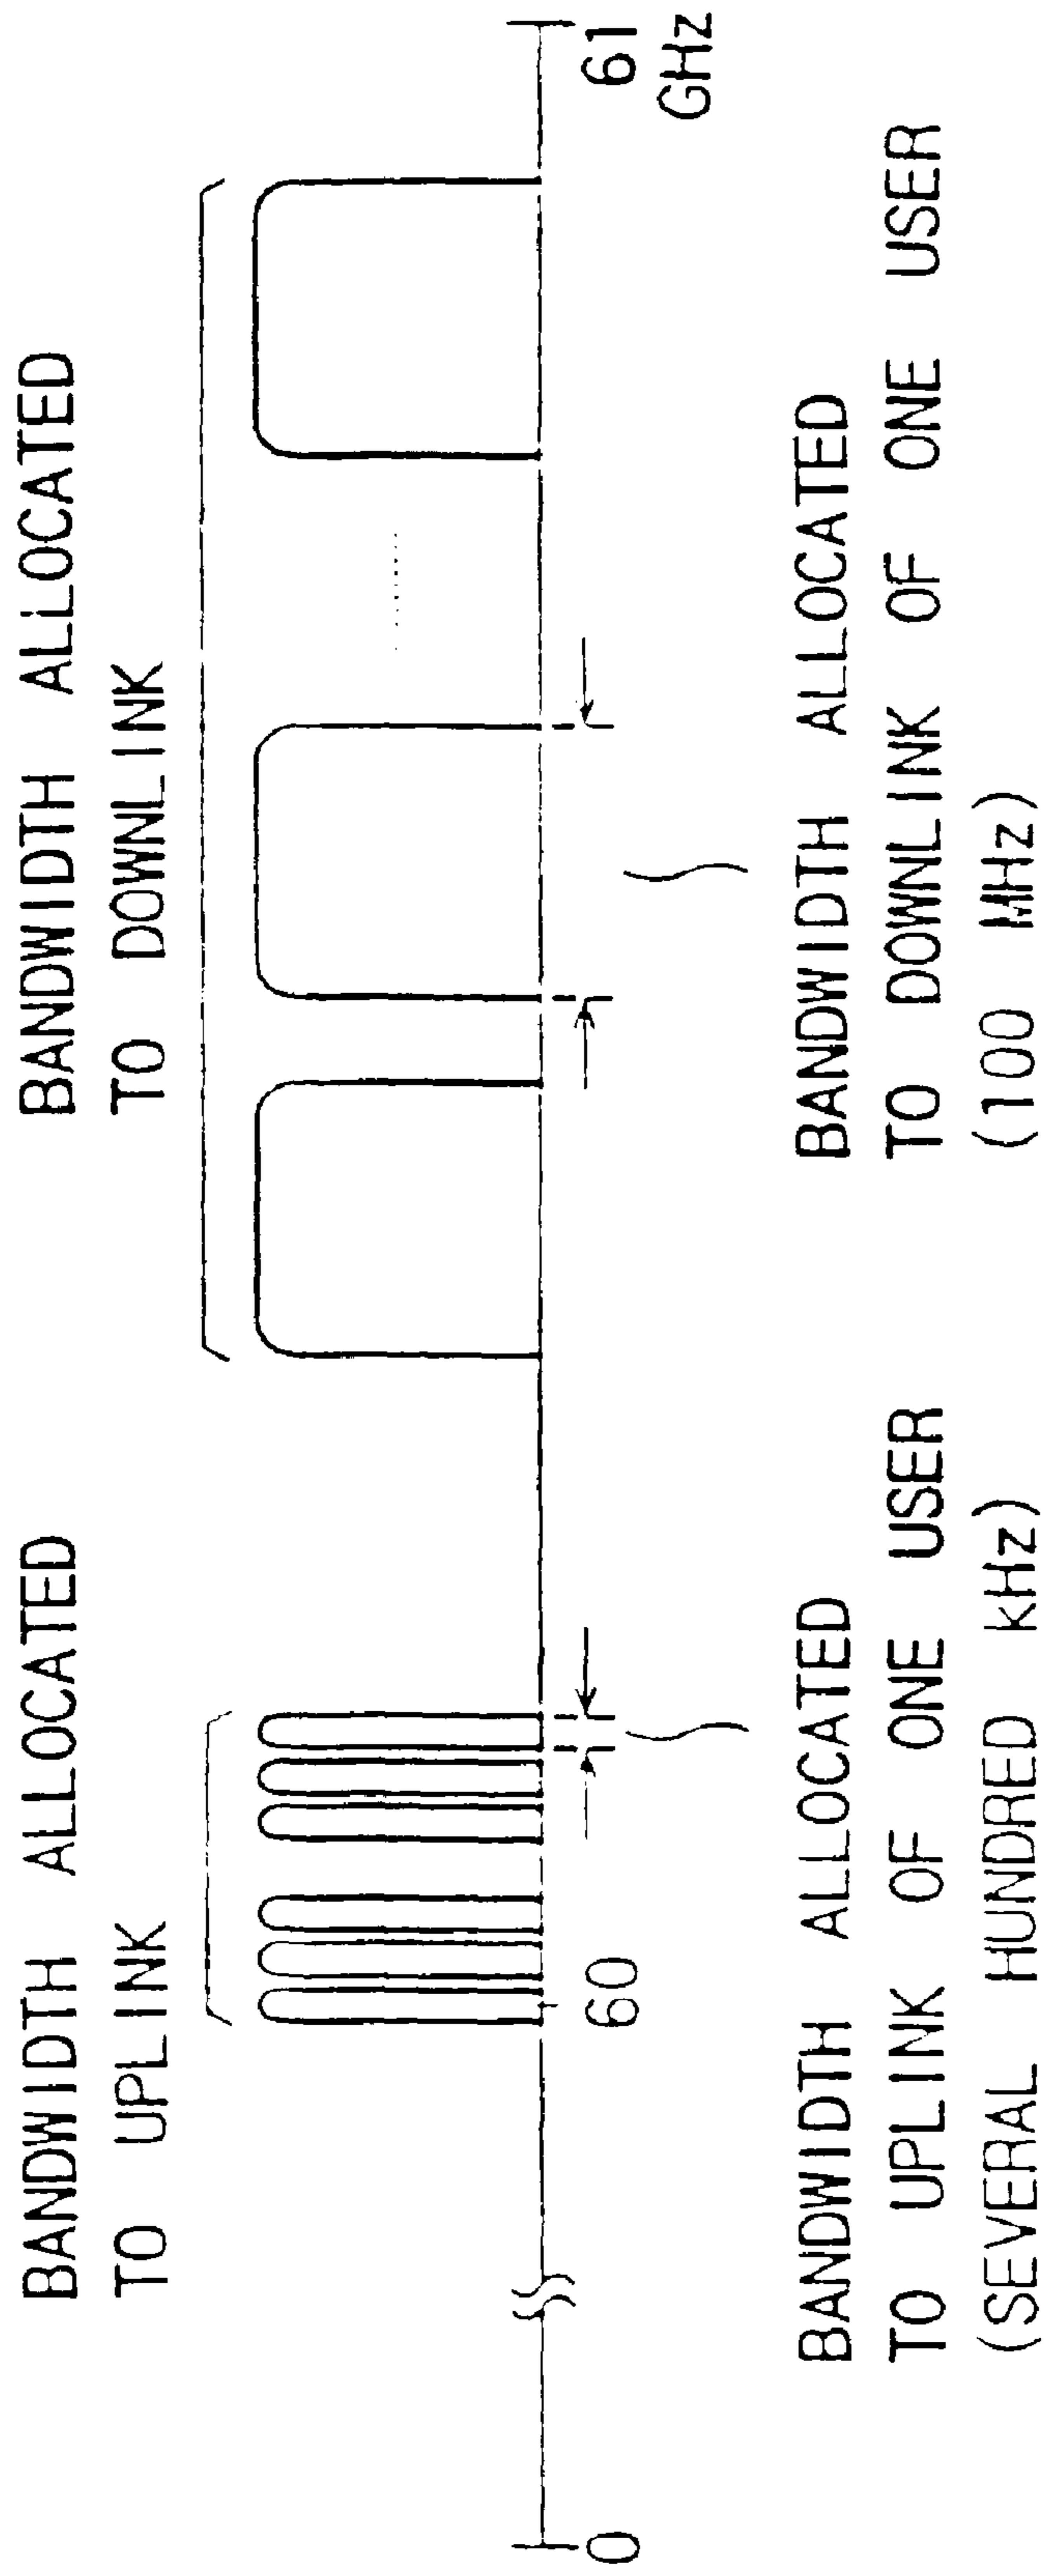 BANDWIDTH ALLOCATED
TO UPLINK
BANDWIDTH ALLOCATED
TO DOWNLINK
0
60
61
GHz
BANDWIDTH ALLOCATED
TO UPLINK OF ONE USER
(SEVERAL HUNDRED kHz)
BANDWIDTH ALLOCATED
TO DOWNLINK OF ONE USER
(100 MHz)